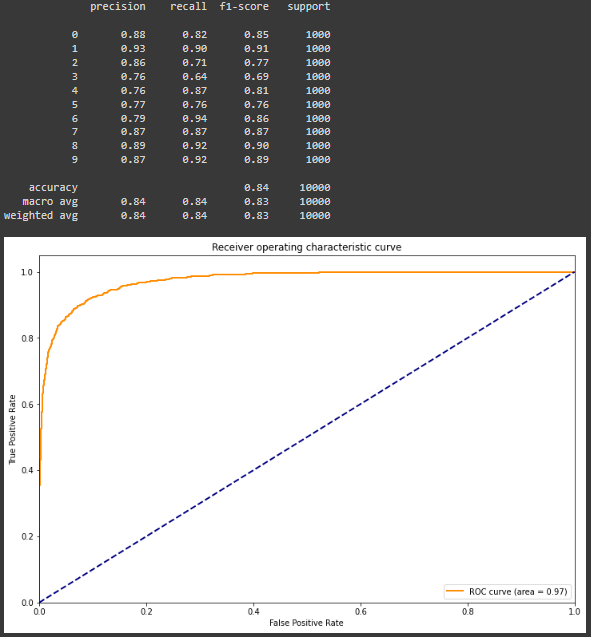 precision recall f1-score support
0 0.88 0.82 0.85 1000
1 0.93 0.90 0.91 1000
2 0.86 0.71 0.77 1000
3 0.76 0.64 0.69 1000
4 0.76 0.87 0.81 1000
5 0.77 0.76 0.76 1000
6 0.79 0.94 0.86 1000
7 0.87 0.87 0.87 1000
8 0.89 0.92 0.90 1000
9 0.87 0.92 0.89 1000
accuracy 0.84 10000
macro avg 0.84 0.84 0.83 10000
weighted avg 0.84 0.84 0.83 10000
Receiver operating characteristic curve
1.0
0.8
0.6
0.4
0.2
0.0
True Positive Rate
ROC curve (area = 0.97)
0.0 0.2 0.4 0.6 0.8 1.0
False Positive Rate